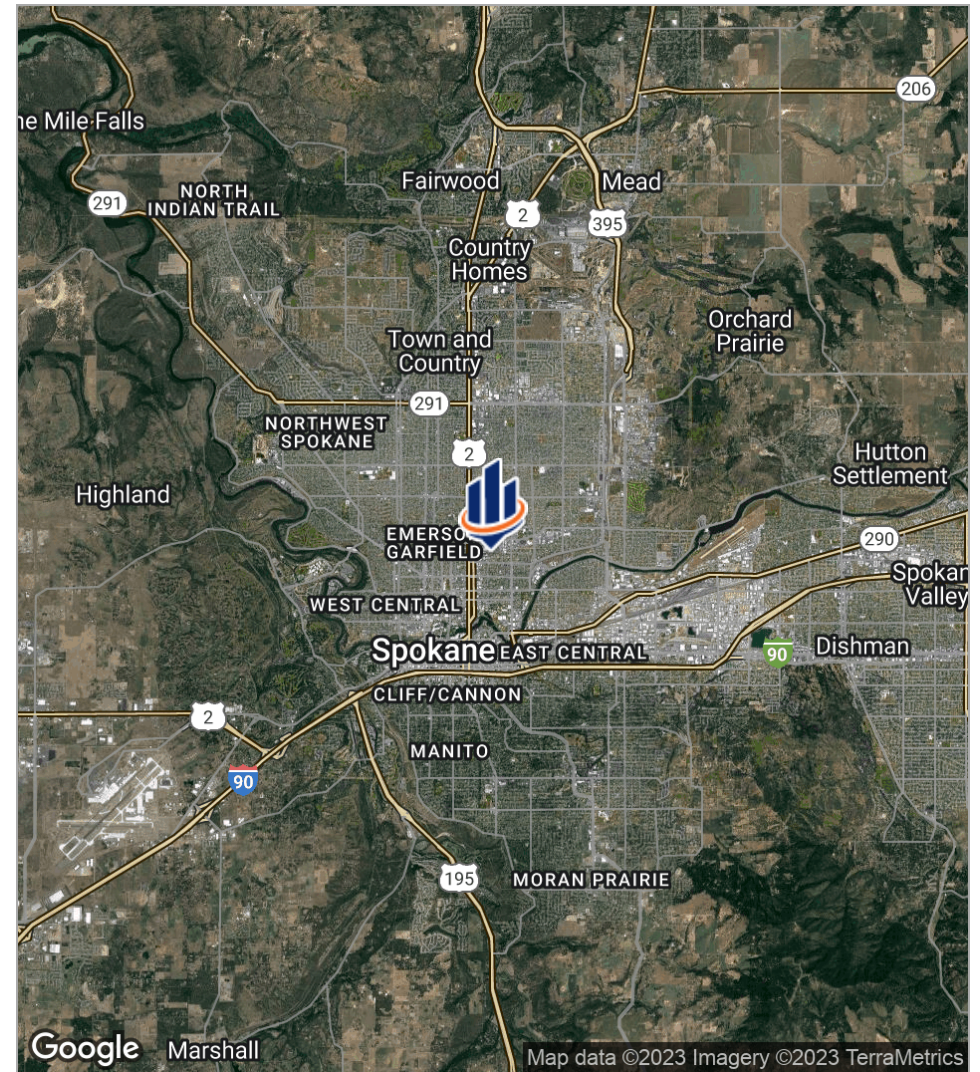 206
ne Mile Falls
Fairwood
Mead
NORTH
INDIAN TRAIL
291
2
395
Country
Homes
Orchard
Prairie
Town and
Country
291
NORTHWEST
SPOKANE
2
Hutton
Settlement
Highland
EMERSO
GARFIELD
290
Spokan
Valley
WEST CENTRAL
Spokane
EAST CENTRAL
90
Dishman
CLIFF/CANNON
2
MANITO
90
195
MORAN PRAIRIE
Google
Marshall
Map data ©2023 Imagery ©2023 TerraMetrics